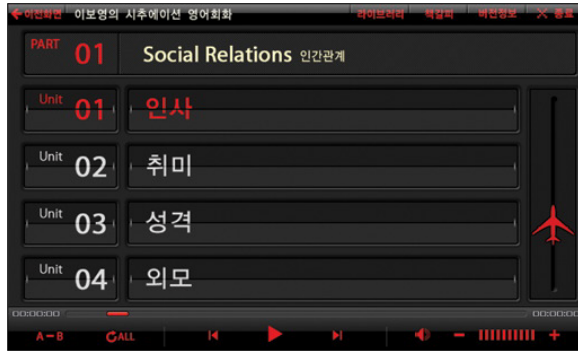 이전화면 이보영의 시추에이션 영어회화 라이브러리 책갈피 버전정보 종료
PART 01 Social Relations 인간관계
Unit 01 인사
Unit 02 취미
Unit 03 성격
Unit 04 외모
00:00:00 00:00:00
A-B ALL